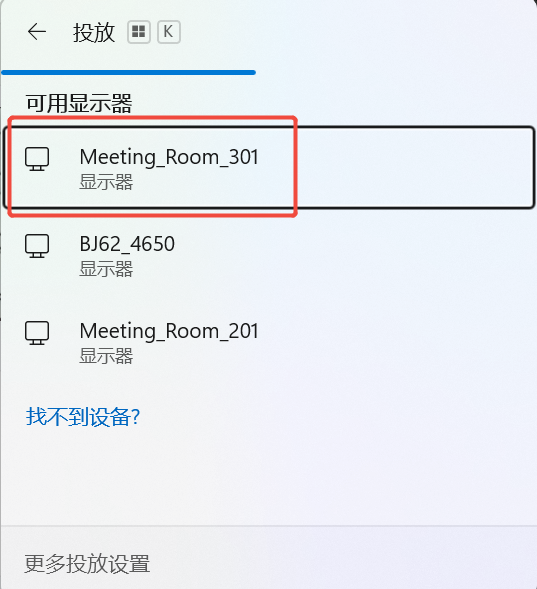 投放 K
可用显示器
Meeting_Room_301
显示器
BJ62_4650
显示器
Meeting_Room_201
显示器
找不到设备?
更多投放设置